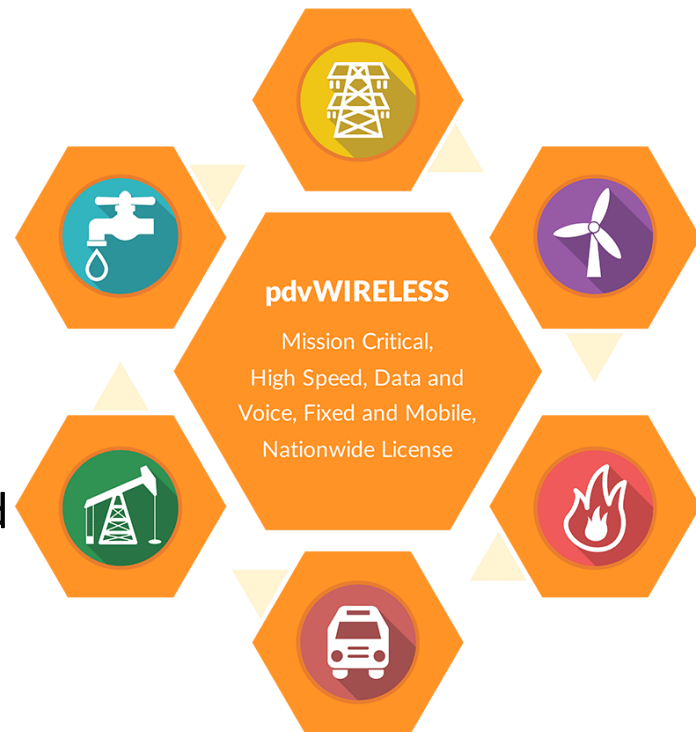 pdvWIRELESS
Mission Critical,
High Speed, Data and
Voice, Fixed and Mobile,
Nationwide License